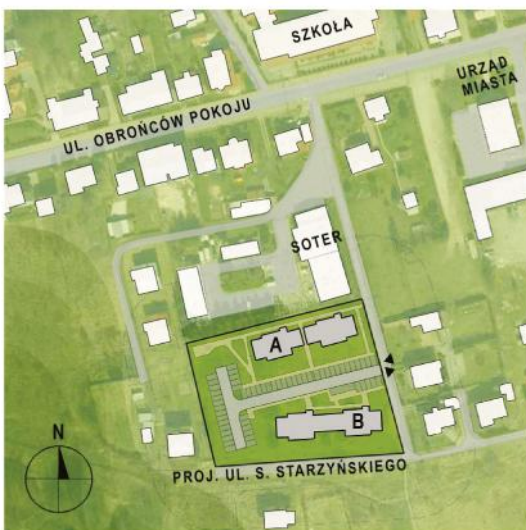 SZKOŁA
URZĄD
MIASTA
UL. OBROŃCÓW POKOJU
SOTER
A
B
N
PROJ. UL. S. STARZYŃSKIEGO